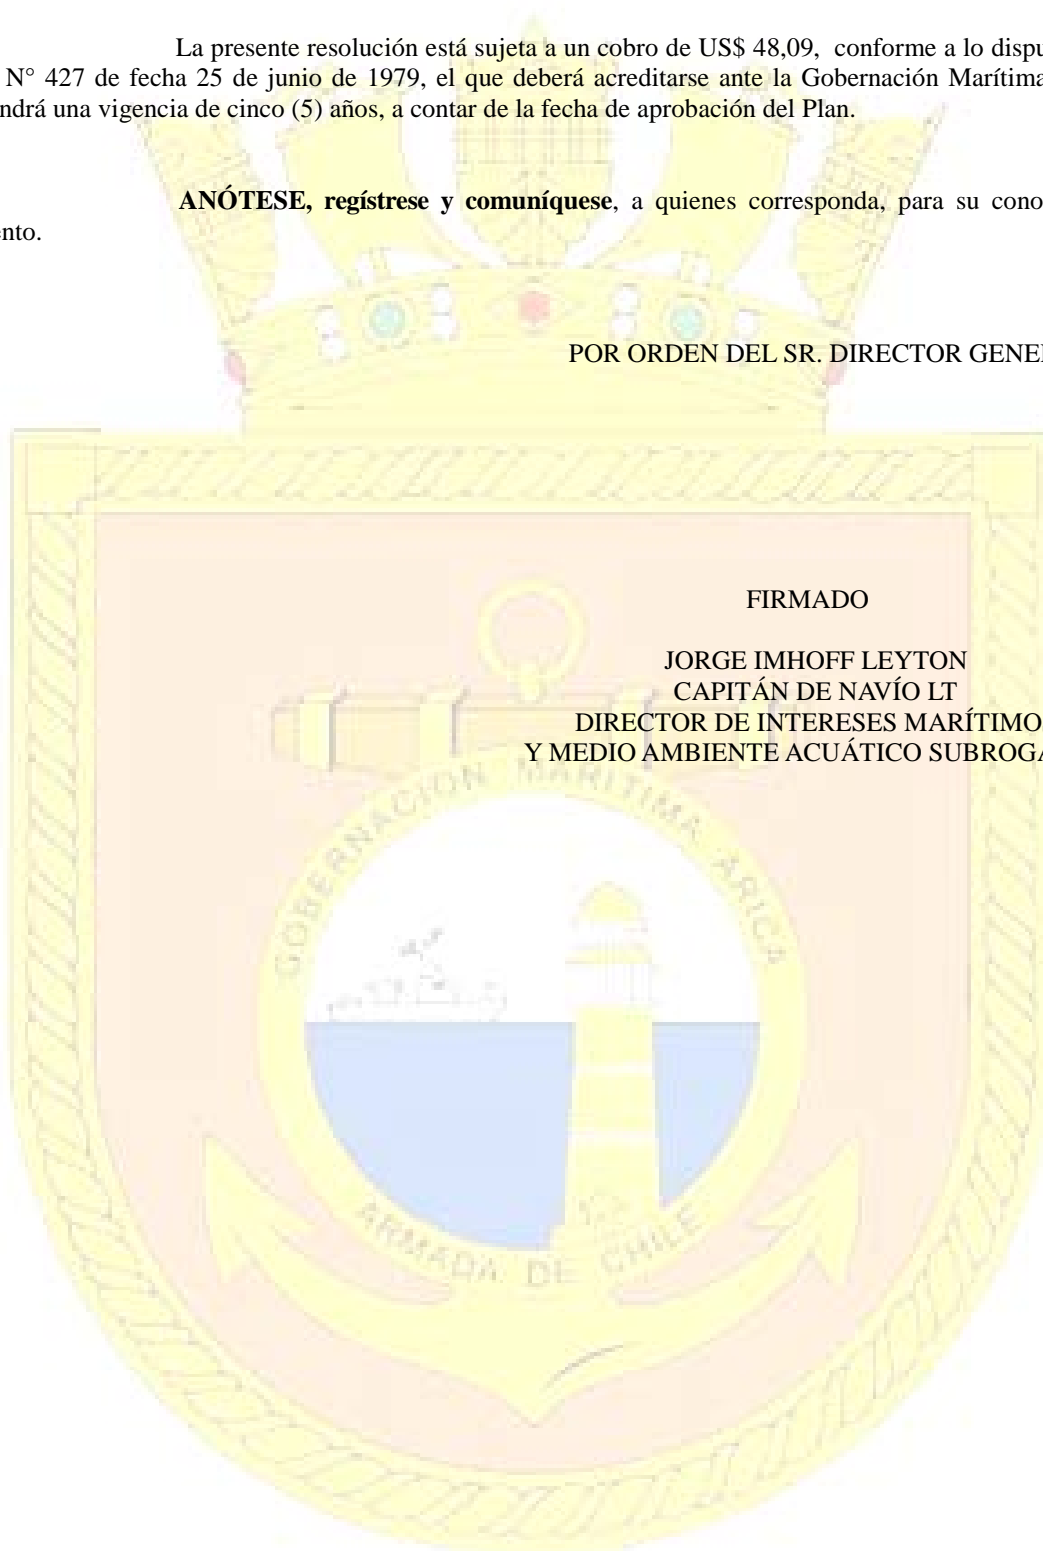 La presente resolución está sujeta a un cobro de US$ 48,09, conforme a lo dispu
N° 427 de fecha 25 de junio de 1979, el que deberá acreditarse ante la Gobernación Marítima
ndrá una vigencia de cinco (5) años, a contar de la fecha de aprobación del Plan.
ANÓTESE, regístrese y comuníquese, a quienes corresponda, para su cono
ento.
POR ORDEN DEL SR. DIRECTOR GENE
FIRMADO
JORGE IMHOFF LEYTON
CAPITÁN DE NAVÍO LT
DIRECTOR DE INTERESES MARÍTIMO
Y MEDIO AMBIENTE ACUÁTICO SUBROGA
GOBERNACION MARITIMA ARICA
ARMADA DE CHILE